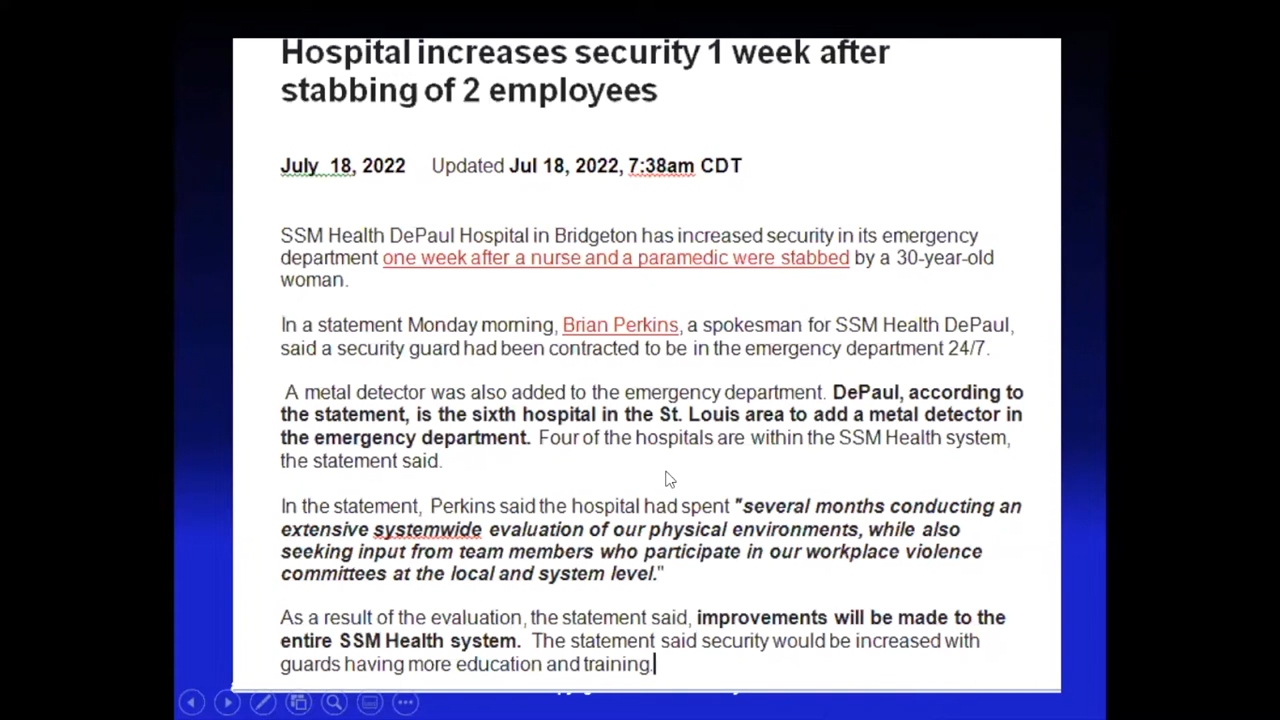 Hospital increases security 1 week after
stabbing of 2 employees
July 18, 2022 Updated Jul 18, 2022, 7:38am CDT
SSM Health DePaul Hospital in Bridgeton has increased security in its emergency
department one week after a nurse and a paramedic were stabbed by a 30-year-old
woman.
In a statement Monday morning, Brian Perkins, a spokesman for SSM Health DePaul,
said a security guard had been contracted to be in the emergency department 24/7.
A metal detector was also added to the emergency department. DePaul, according to
the statement, is the sixth hospital in the St. Louis area to add a metal detector in
the emergency department. Four of the hospitals are within the SSM Health system,
the statement said.
In the statement, Perkins said the hospital had spent "several months conducting an
extensive systemwide evaluation of our physical environments, while also
seeking input from team members who participate in our workplace violence
committees at the local and system level."
As a result of the evaluation, the statement said, improvements will be made to the
entire SSM Health system. The statement said security would be increased with
guards having more education and training.